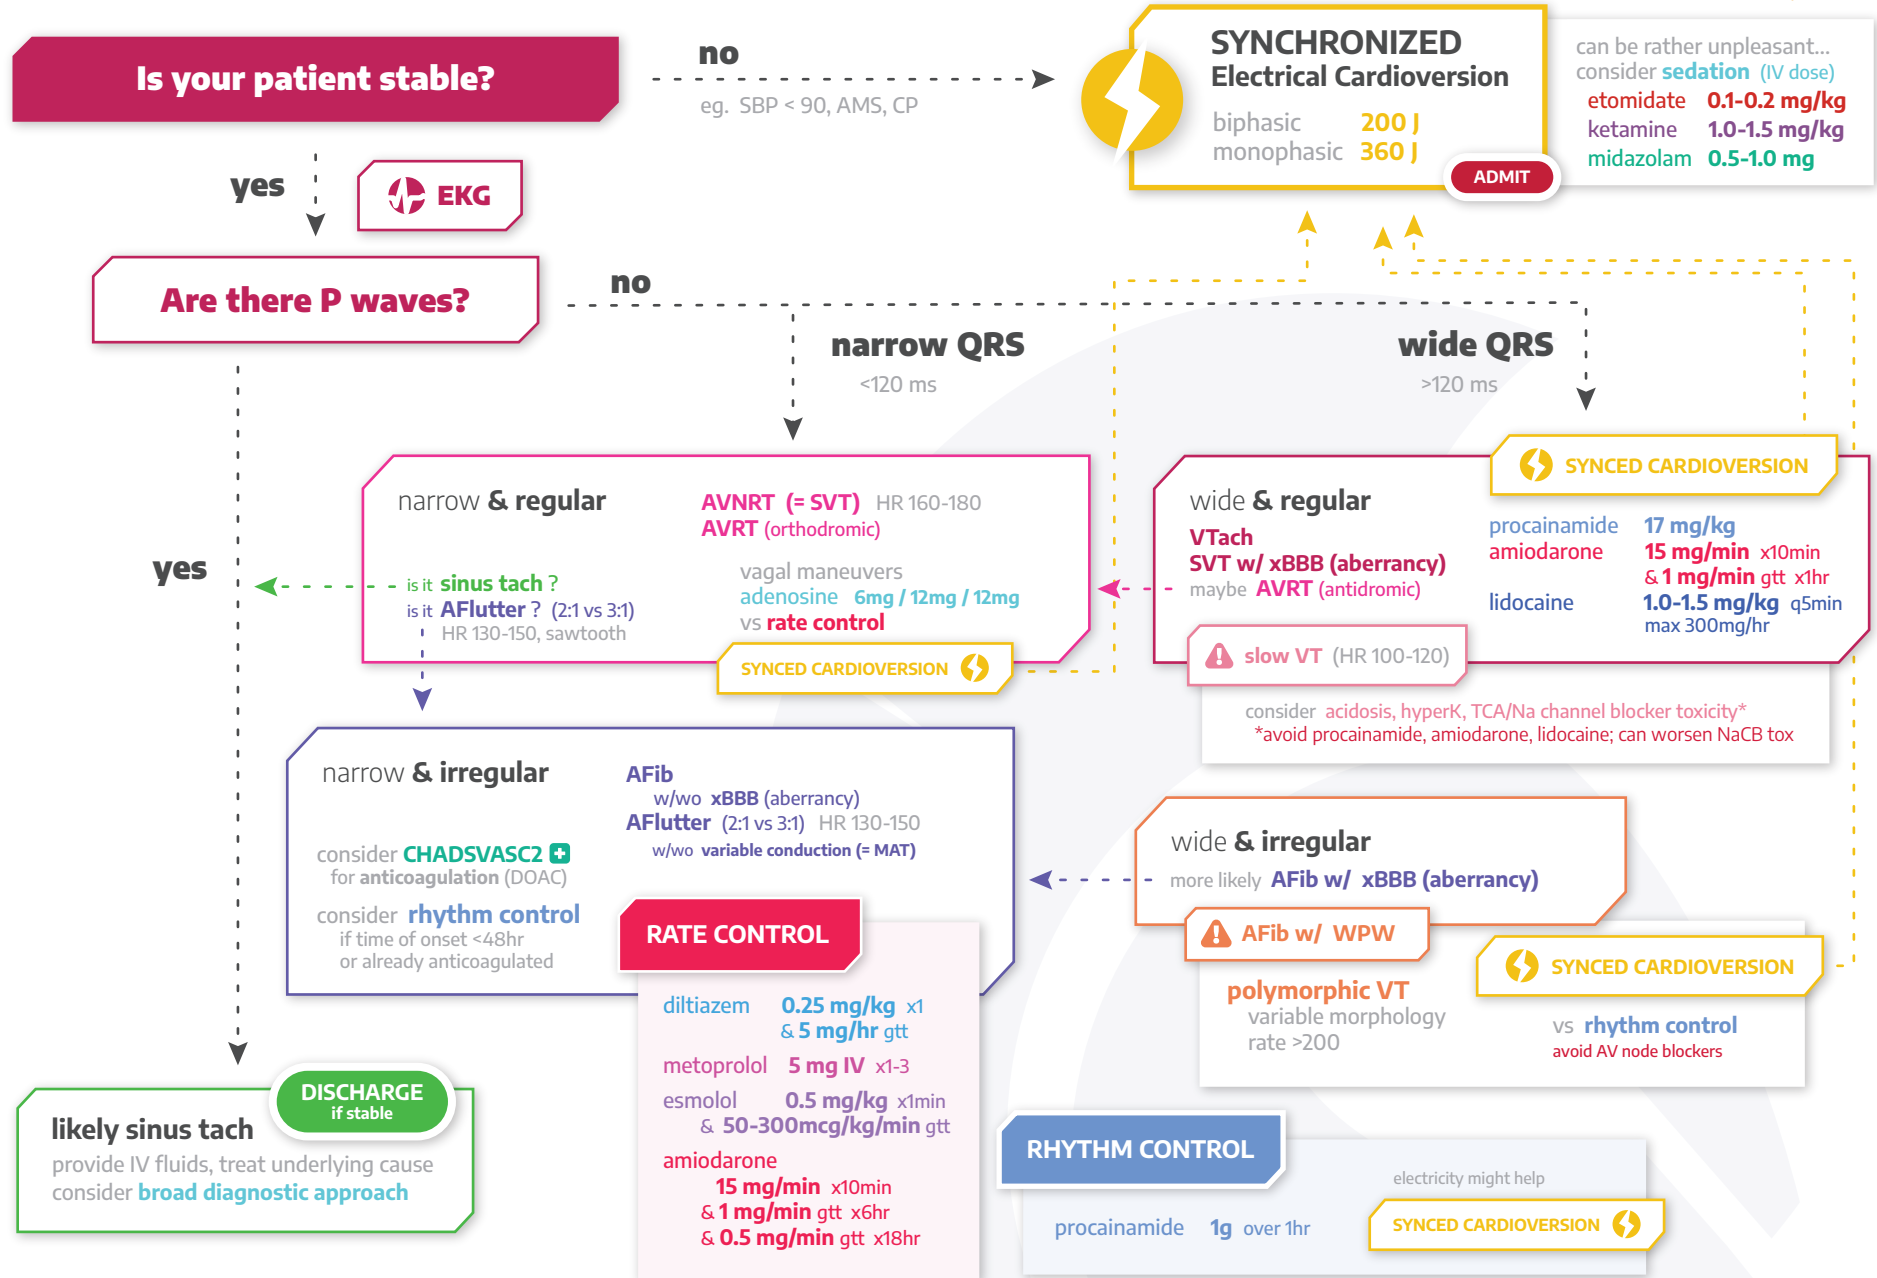 Is your patient stable?
no
eg. SBP < 90, AMS, CP
SYNCHRONIZED
Electrical Cardioversion
biphasic 200 J
monophasic 360 J
ADMIT
can be rather unpleasant...
consider sedation (IV dose)
etomidate 0.1-0.2 mg/kg
ketamine 1.0-1.5 mg/kg
midazolam 0.5-1.0 mg
yes
EKG
Are there P waves?
no
narrow QRS
<120 ms
wide QRS
>120 ms
yes
narrow & regular
AVNRT (= SVT) HR 160-180
AVRT (orthodromic)
is it sinus tach ?
is it AFlutter ? (2:1 vs 3:1)
HR 130-150, sawtooth
vagal maneuvers
adenosine 6mg / 12mg / 12mg
vs rate control
SYNCED CARDIOVERSION
SYNCED CARDIOVERSION
wide & regular
VTach
SVT w/ xBBB (aberrancy)
maybe AVRT (antidromic)
procainamide 17 mg/kg
amiodarone 15 mg/min x10min
& 1 mg/min gtt x1hr
lidocaine 1.0-1.5 mg/kg q5min
max 300mg/hr
slow VT (HR 100-120)
consider acidosis, hyperK, TCA/Na channel blocker toxicity*
*avoid procainamide, amiodarone, lidocaine; can worsen NaCB tox
narrow & irregular
AFib
w/wo xBBB (aberrancy)
AFlutter (2:1 vs 3:1) HR 130-150
w/wo variable conduction (= MAT)
consider CHADSVASC2
for anticoagulation (DOAC)
consider rhythm control
if time of onset <48hr
or already anticoagulated
wide & irregular
more likely AFib w/ xBBB (aberrancy)
AFib w/ WPW
polymorphic VT
variable morphology
rate >200
SYNCED CARDIOVERSION
vs rhythm control
avoid AV node blockers
RATE CONTROL
diltiazem 0.25 mg/kg x1
& 5 mg/hr gtt
metoprolol 5 mg IV x1-3
esmolol 0.5 mg/kg x1min
& 50-300mcg/kg/min gtt
amiodarone
15 mg/min x10min
& 1 mg/min gtt x6hr
& 0.5 mg/min gtt x18hr
DISCHARGE
if stable
likely sinus tach
provide IV fluids, treat underlying cause
consider broad diagnostic approach
RHYTHM CONTROL
electricity might help
procainamide 1g over 1hr
SYNCED CARDIOVERSION